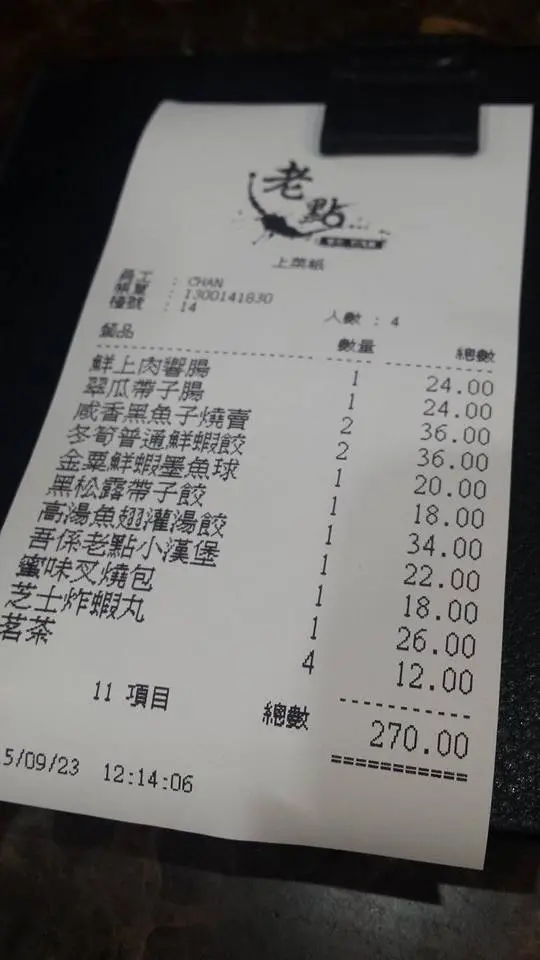 老點
上菜紙
員工 : CHAN
帳單 : 1300141830
檯號 : 14 人數 : 4
餐品 數量 總數
鮮上肉響腸 1 24.00
翠瓜帶子腸 1 24.00
咸香黑魚子燒賣 2 36.00
冬筍普通鮮蝦餃 2 36.00
金粟鮮蝦墨魚球 1 20.00
黑松露帶子餃 1 18.00
高湯魚翅灌湯餃 1 34.00
吾係老點小漢堡 1 22.00
蜜味叉燒包 1 18.00
芝士炸蝦丸 1 26.00
茗茶 4 12.00
11 項目 總數 270.00
5/09/23 12:14:06